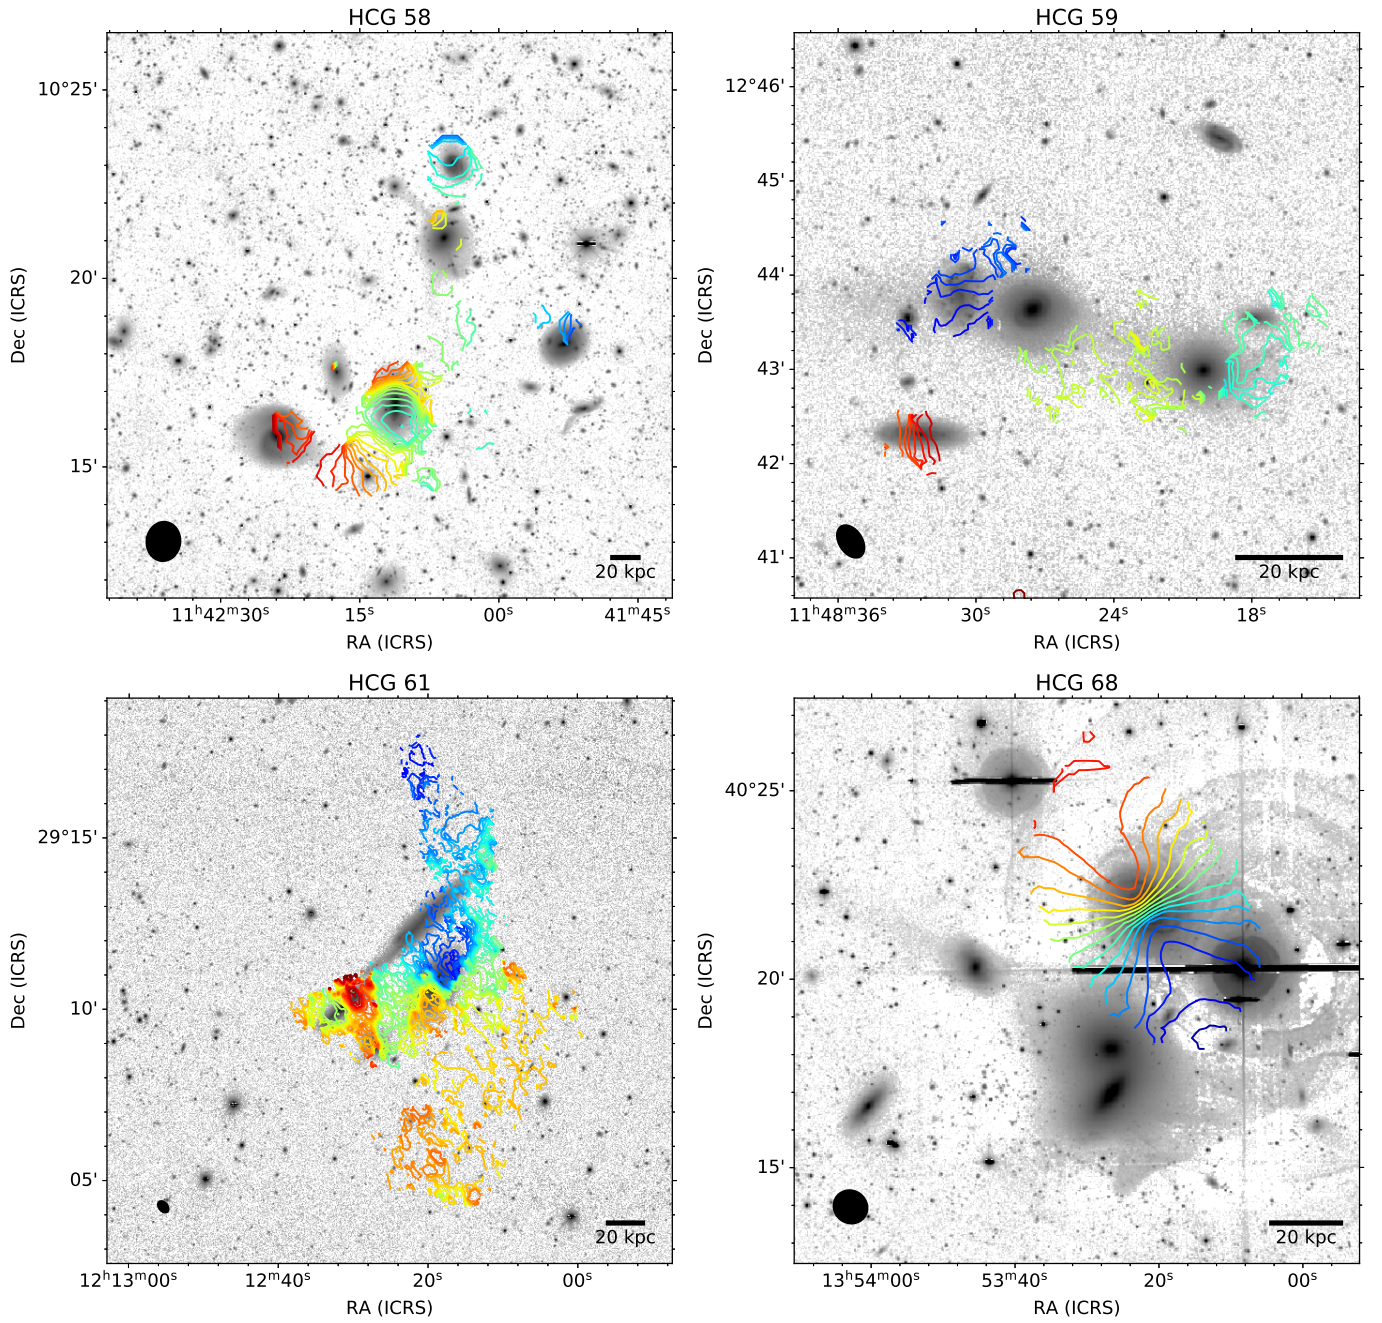 HCG 58
10°25'
20'
15'
Dec (ICRS)
20 kpc
11ʰ42ᵐ30ˢ 15ˢ 00ˢ 41ᵐ45ˢ
RA (ICRS)
HCG 59
12°46'
45'
44'
43'
42'
41'
Dec (ICRS)
20 kpc
11ʰ48ᵐ36ˢ 30ˢ 24ˢ 18ˢ
RA (ICRS)
HCG 61
29°15'
10'
05'
Dec (ICRS)
20 kpc
12ʰ13ᵐ00ˢ 12ᵐ40ˢ 20ˢ 00ˢ
RA (ICRS)
HCG 68
40°25'
20'
15'
Dec (ICRS)
20 kpc
13ʰ54ᵐ00ˢ 53ᵐ40ˢ 20ˢ 00ˢ
RA (ICRS)